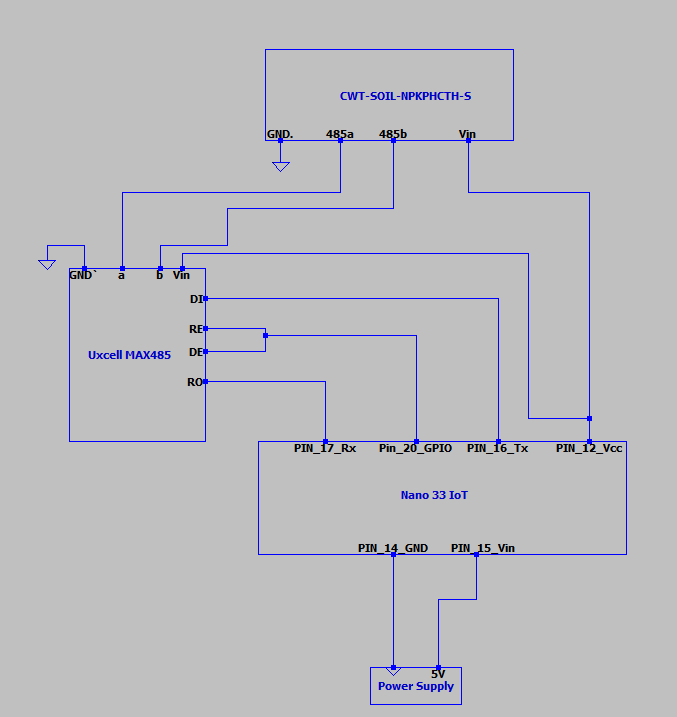 CWT-SOIL-NPKPHCTH-S
GND. 485a 485b Vin
GND` a b Vin
DI
RE
Uxcell MAX485 DE
RO
PIN_17_Rx Pin_20_GPIO PIN_16_Tx PIN_12_Vcc
Nano 33 IoT
PIN_14_GND PIN_15_Vin
5V
Power Supply